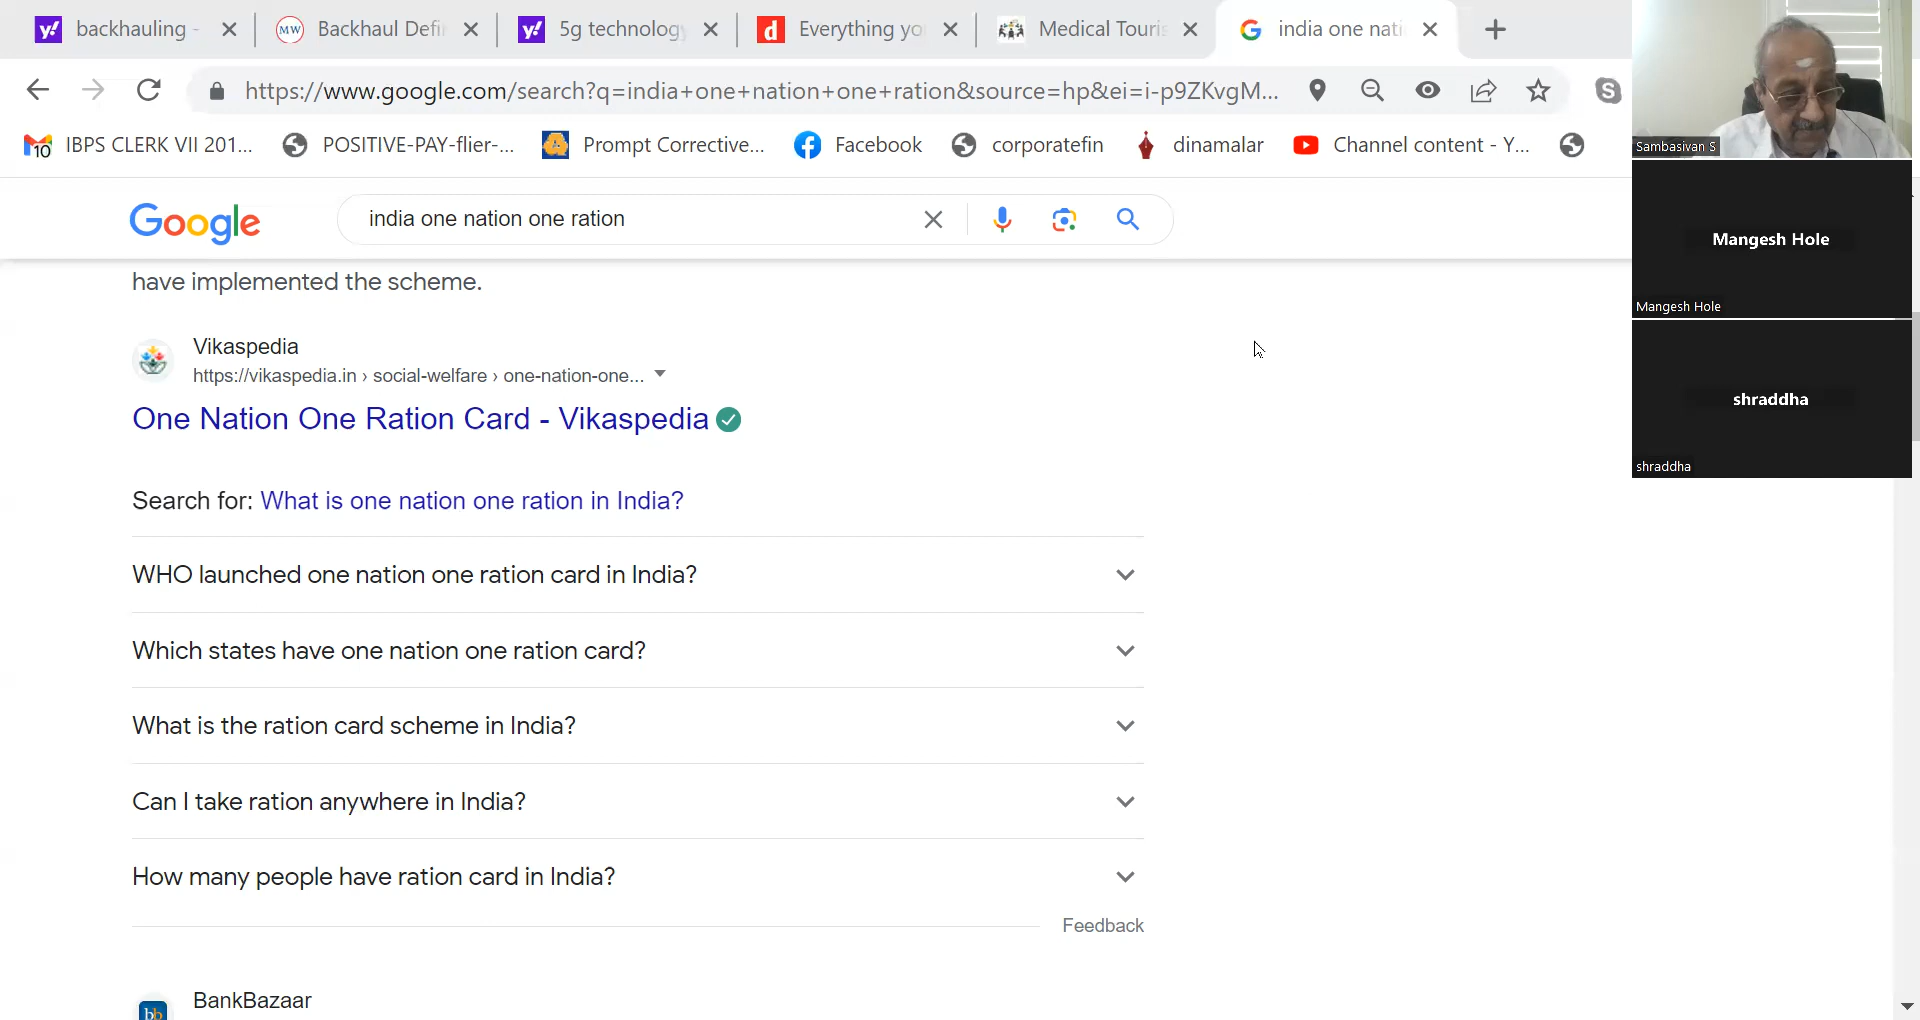 backhauling -
MW
Backhaul Defi
5g technology
Everything yo
Medical Touris
india one nati
https://www.google.com/search?q=india+one+nation+one+ration&source=hp&ei=i-p9ZKvgM...
IBPS CLERK VII 201...
POSITIVE-PAY-flier-...
Prompt Corrective...
Facebook
corporatefin
dinamalar
Channel content - Y...
Sambasivan S
Google
india one nation one ration
Mangesh Hole
Mangesh Hole
have implemented the scheme.
Vikaspedia
https://vikaspedia.in › social-welfare › one-nation-one...
One Nation One Ration Card - Vikaspedia
shraddha
shraddha
Search for: What is one nation one ration in India?
WHO launched one nation one ration card in India?
Which states have one nation one ration card?
What is the ration card scheme in India?
Can I take ration anywhere in India?
How many people have ration card in India?
Feedback
BankBazaar
bb